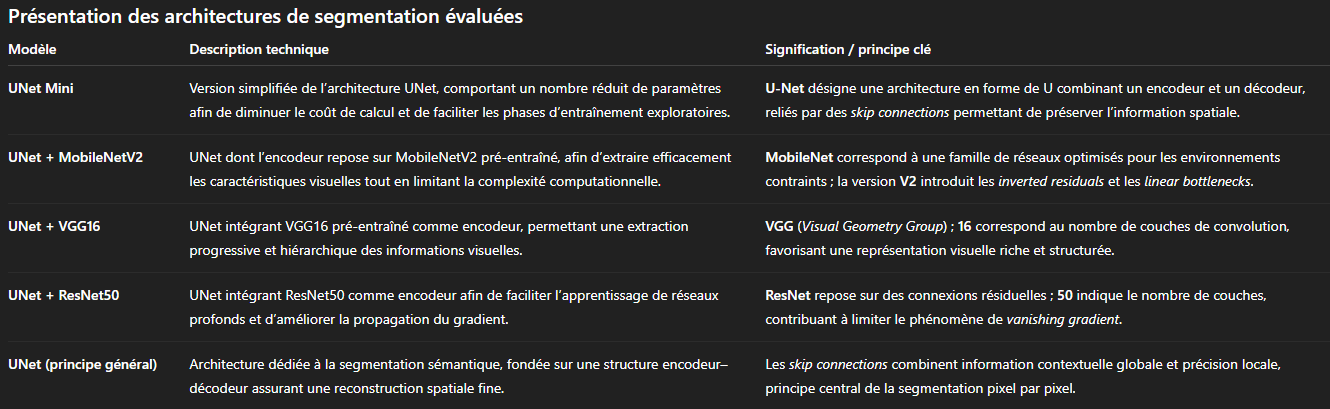 Présentation des architectures de segmentation évaluées
Modèle Description technique Signification / principe clé
UNet Mini Version simplifiée de l’architecture UNet, comportant un nombre réduit de paramètres U-Net désigne une architecture en forme de U combinant un encodeur et un décodeur,
afin de diminuer le coût de calcul et de faciliter les phases d’entraînement exploratoires. reliés par des skip connections permettant de préserver l’information spatiale.
UNet + MobileNetV2 UNet dont l’encodeur repose sur MobileNetV2 pré-entraîné, afin d’extraire efficacement MobileNet correspond à une famille de réseaux optimisés pour les environnements
les caractéristiques visuelles tout en limitant la complexité computationnelle. contraints ; la version V2 introduit les inverted residuals et les linear bottlenecks.
UNet + VGG16 UNet intégrant VGG16 pré-entraîné comme encodeur, permettant une extraction VGG (Visual Geometry Group) ; 16 correspond au nombre de couches de convolution,
progressive et hiérarchique des informations visuelles. favorisant une représentation visuelle riche et structurée.
UNet + ResNet50 UNet intégrant ResNet50 comme encodeur afin de faciliter l’apprentissage de réseaux ResNet repose sur des connexions résiduelles ; 50 indique le nombre de couches,
profonds et d’améliorer la propagation du gradient. contribuant à limiter le phénomène de vanishing gradient.
UNet (principe général) Architecture dédiée à la segmentation sémantique, fondée sur une structure encodeur– Les skip connections combinent information contextuelle globale et précision locale,
décodeur assurant une reconstruction spatiale fine. principe central de la segmentation pixel par pixel.